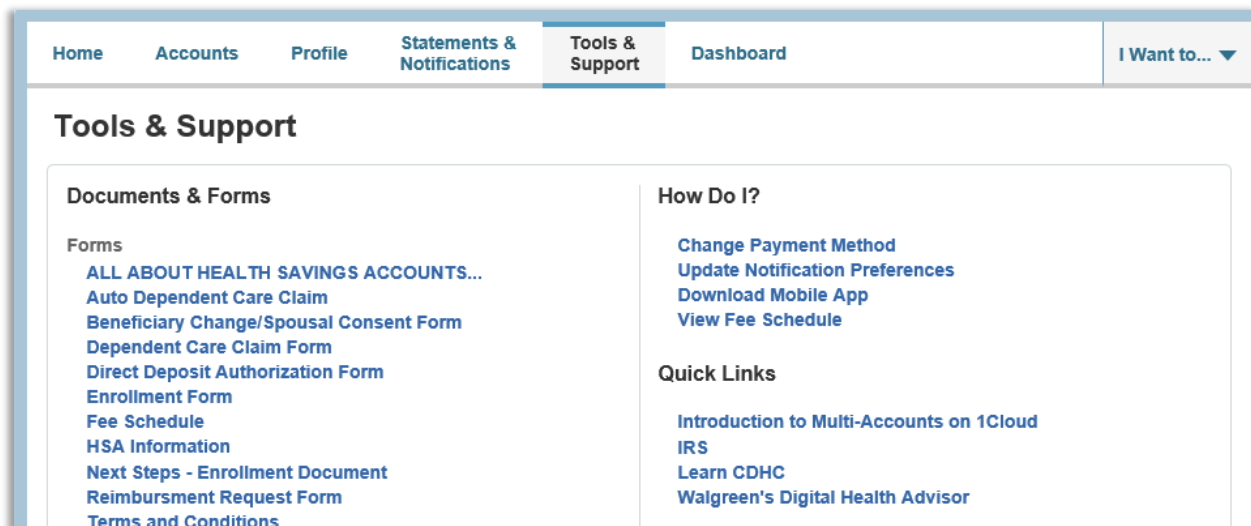 Home
Accounts
Profile
Statements &
Notifications
Tools &
Support
Dashboard
I Want to...
Tools & Support
Documents & Forms
Forms
ALL ABOUT HEALTH SAVINGS ACCOUNTS...
Auto Dependent Care Claim
Beneficiary Change/Spousal Consent Form
Dependent Care Claim Form
Direct Deposit Authorization Form
Enrollment Form
Fee Schedule
HSA Information
Next Steps - Enrollment Document
Reimbursment Request Form
Terms and Conditions
How Do I?
Change Payment Method
Update Notification Preferences
Download Mobile App
View Fee Schedule
Quick Links
Introduction to Multi-Accounts on 1Cloud
IRS
Learn CDHC
Walgreen's Digital Health Advisor